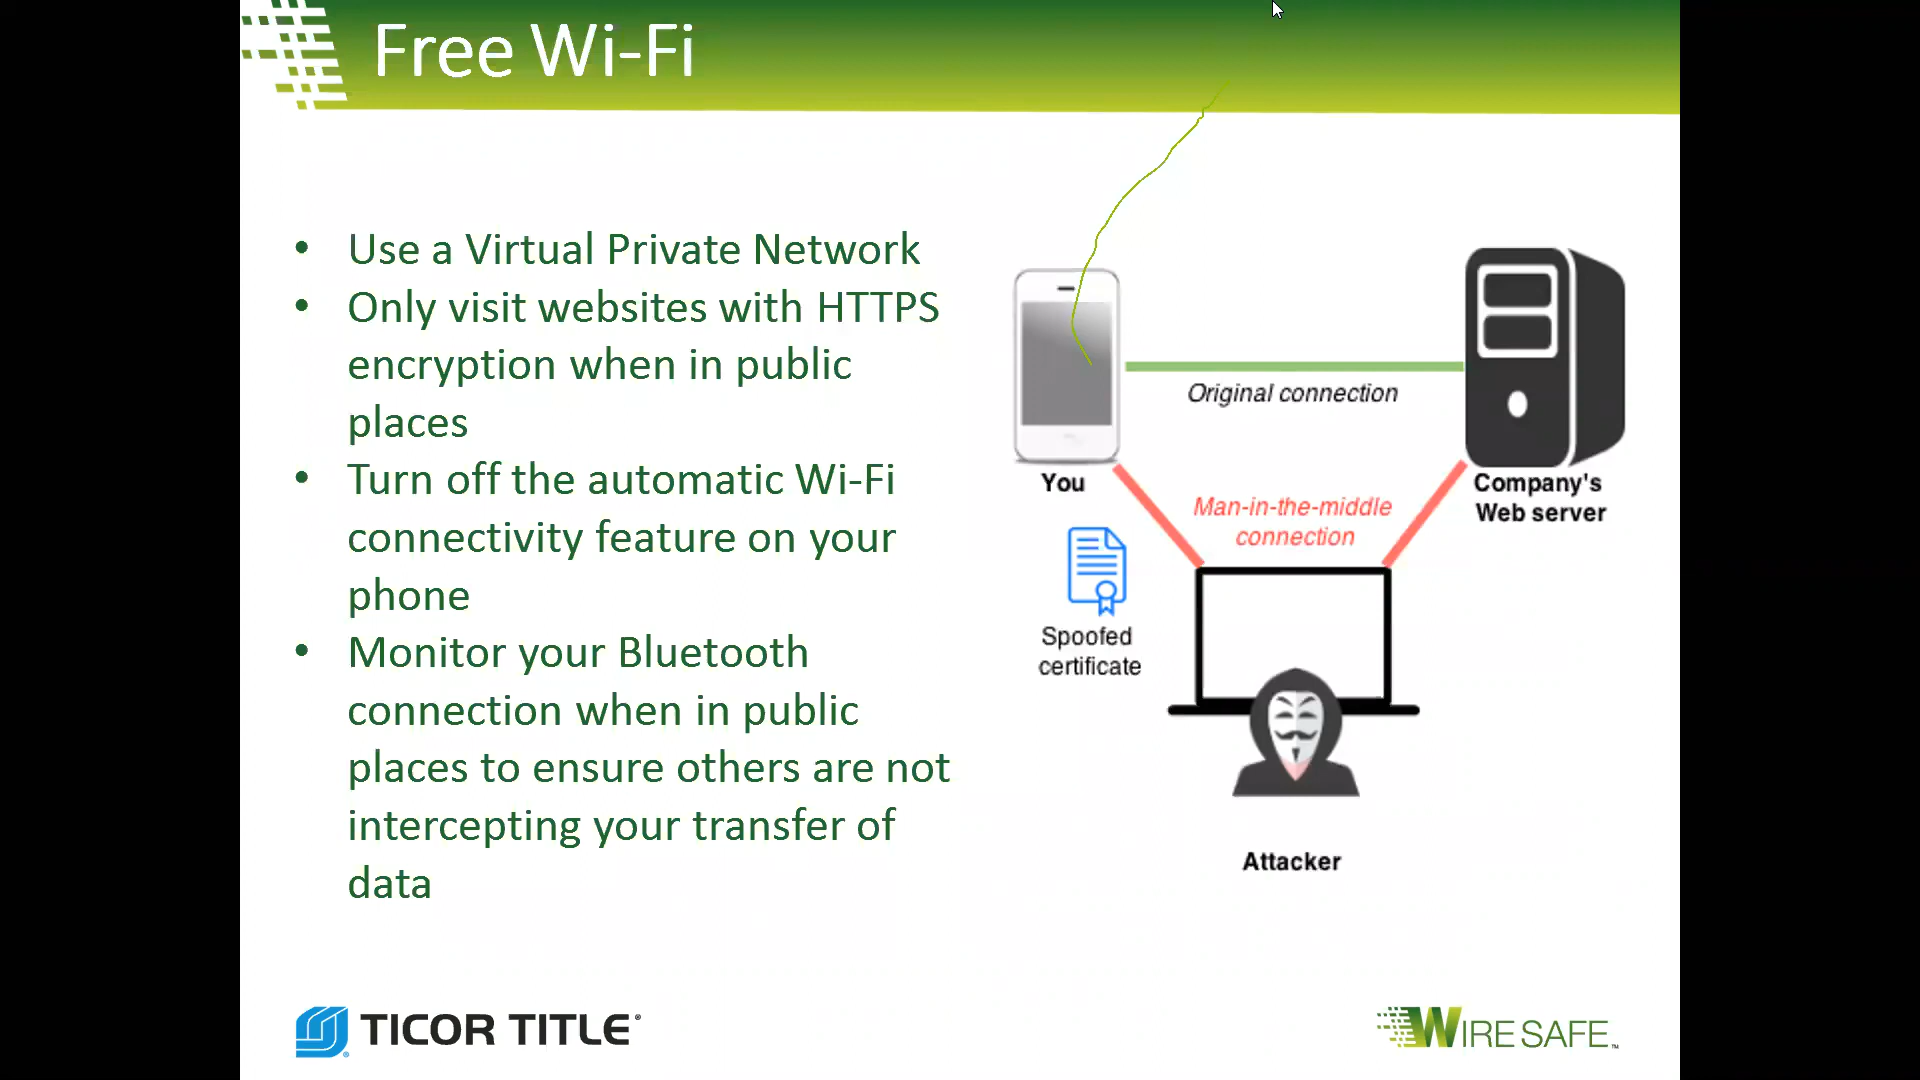 Free Wi-Fi
• Use a Virtual Private Network
• Only visit websites with HTTPS
encryption when in public
places
• Turn off the automatic Wi-Fi
connectivity feature on your
phone
• Monitor your Bluetooth
connection when in public
places to ensure others are not
intercepting your transfer of
data
Original connection
You
Company's
Web server
Man-in-the-middle
connection
Spoofed
certificate
Attacker
TICOR TITLE®
WIRE SAFE™